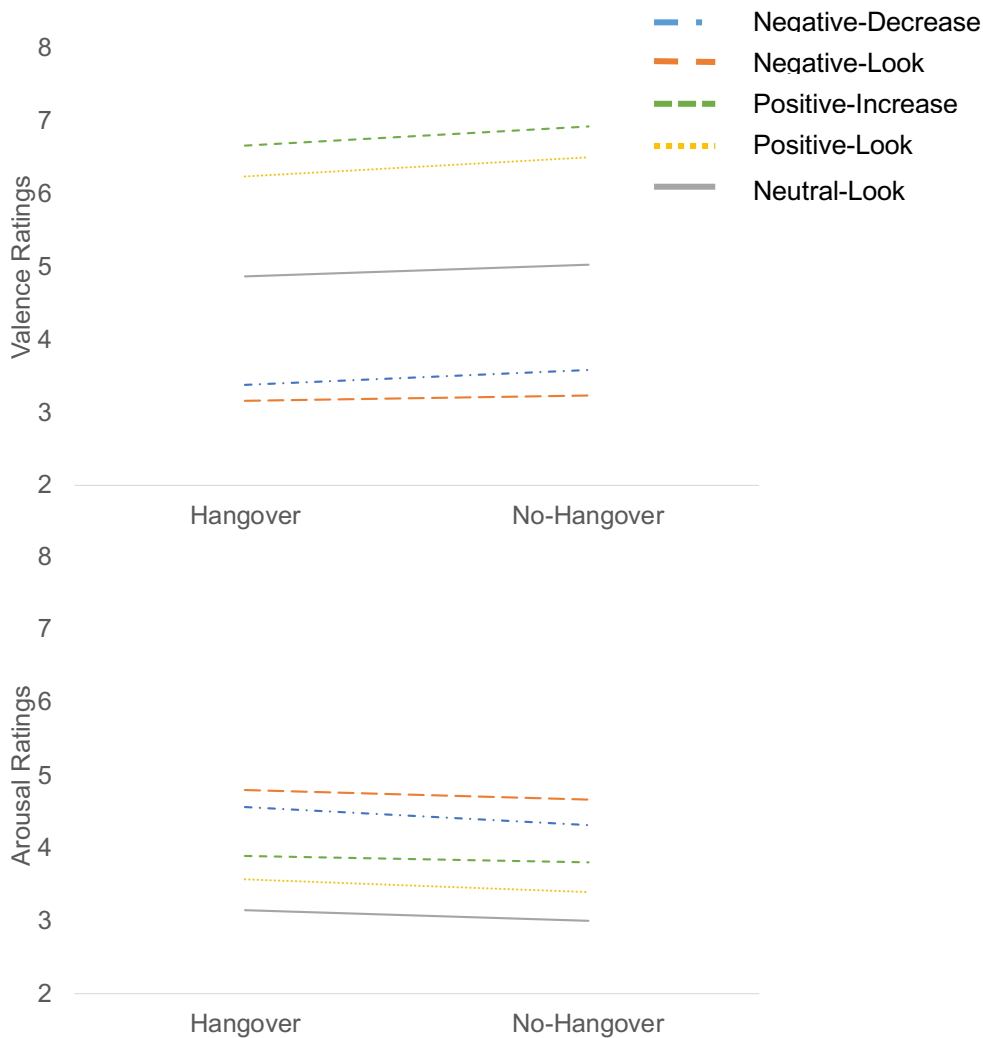 Negative-Decrease
Negative-Look
Positive-Increase
Positive-Look
Neutral-Look
Valence Ratings
8
7
6
5
4
3
2
Hangover No-Hangover
Arousal Ratings
8
7
6
5
4
3
2
Hangover No-Hangover